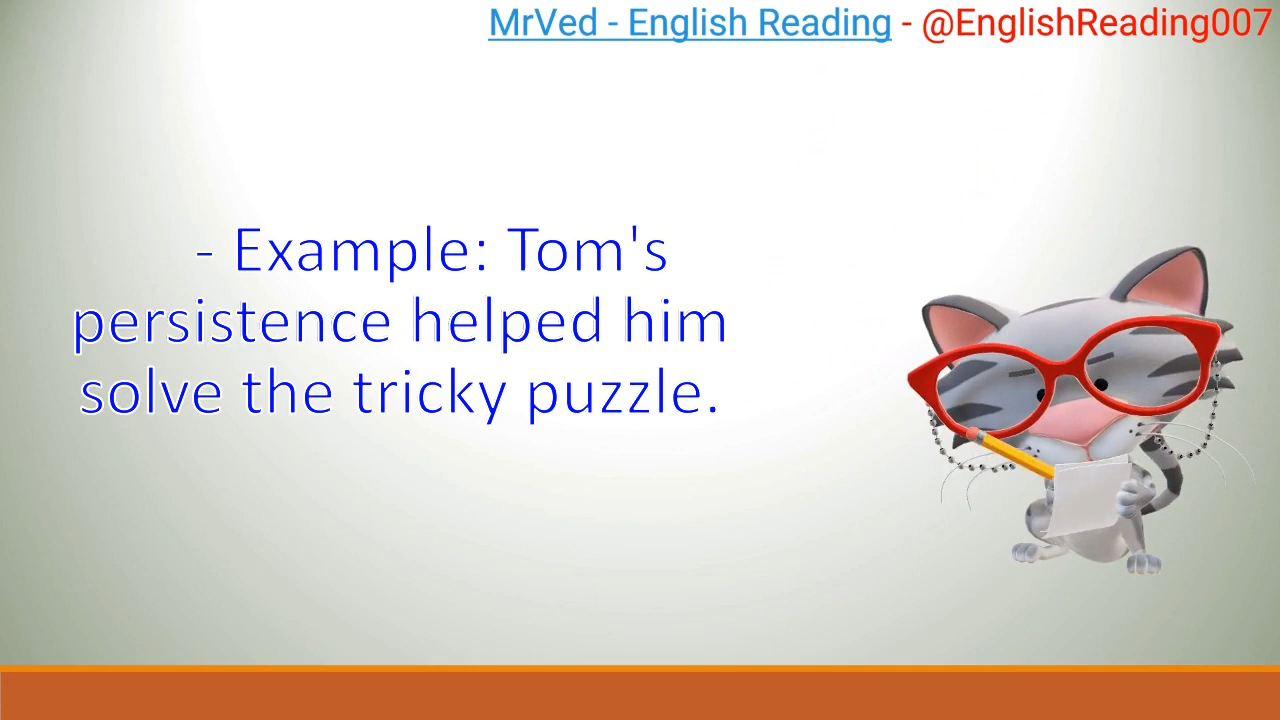 MrVed - English Reading - @EnglishReading007
- Example: Tom's
persistence helped him
solve the tricky puzzle.